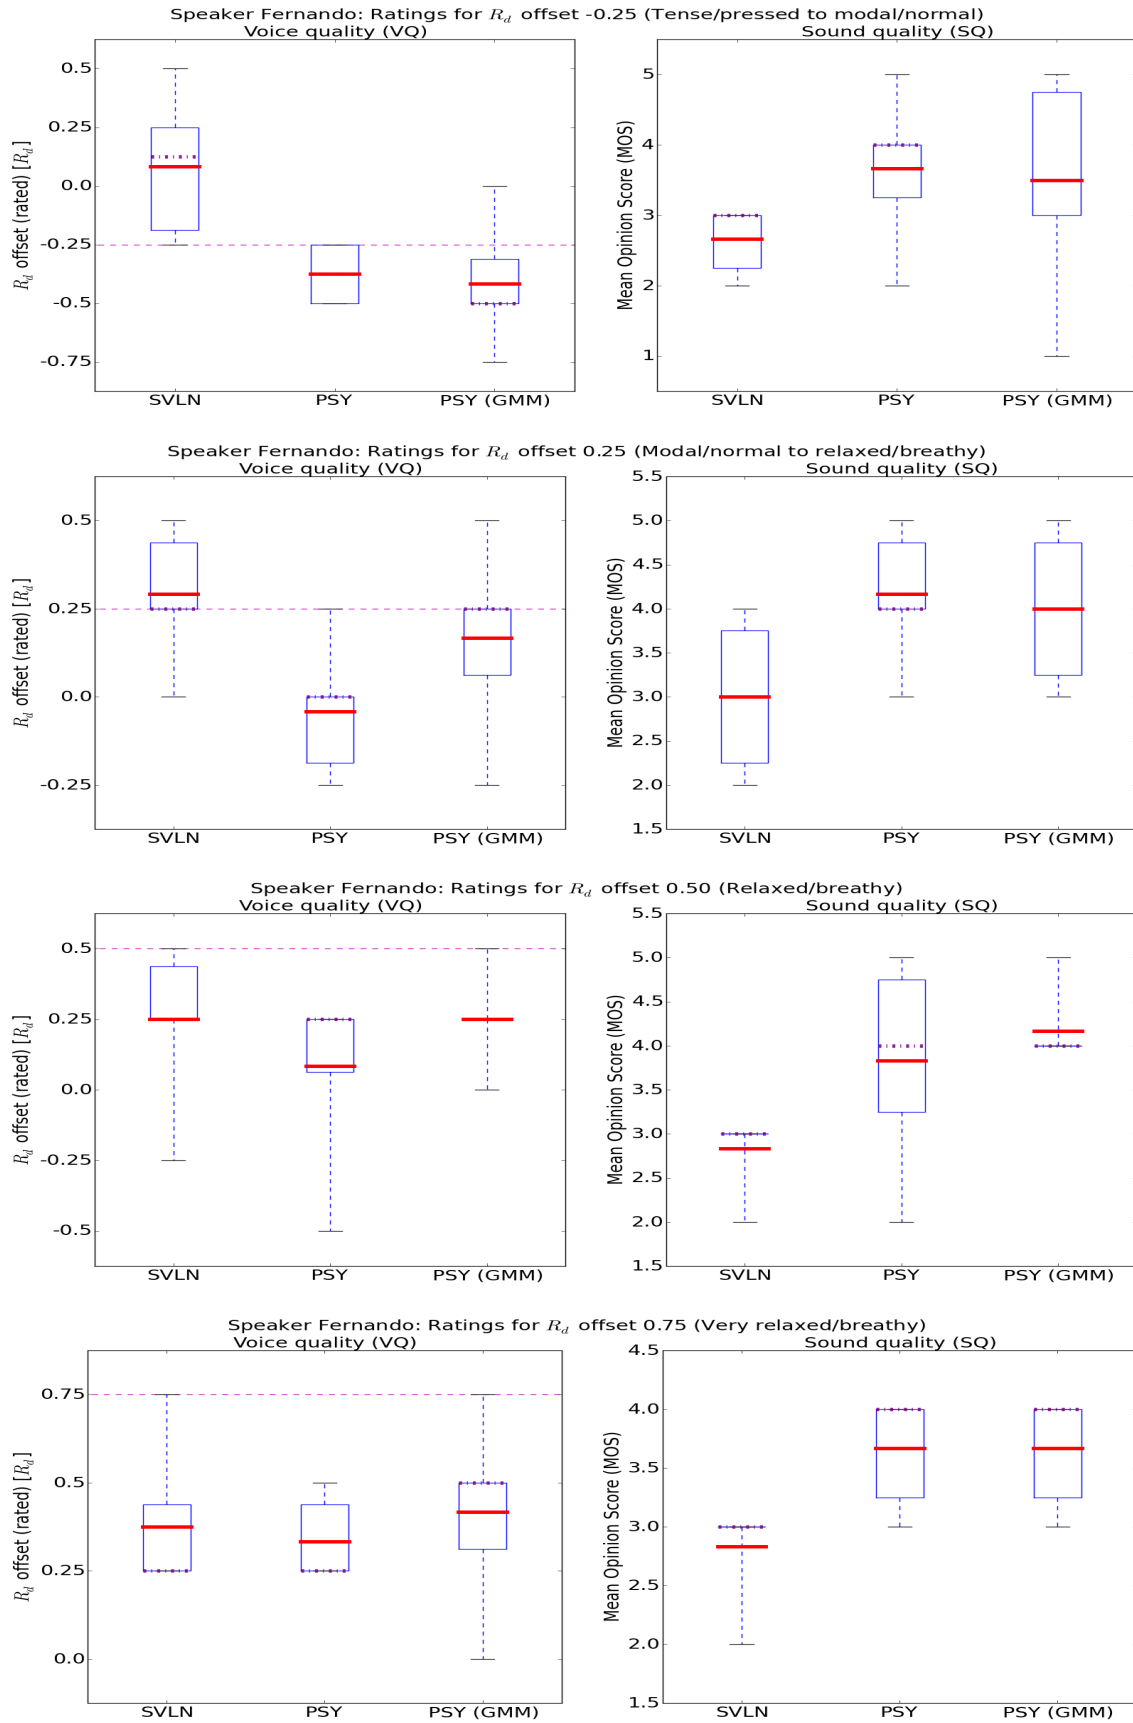 Speaker Fernando: Ratings for R_d offset -0.25 (Tense/pressed to modal/normal)
Voice quality (VQ)
R_d offset (rated) [R_d]
0.5
0.25
0.0
-0.25
-0.5
-0.75
SVLN PSY PSY (GMM)
Sound quality (SQ)
Mean Opinion Score (MOS)
5
4
3
2
1
SVLN PSY PSY (GMM)
Speaker Fernando: Ratings for R_d offset 0.25 (Modal/normal to relaxed/breathy)
Voice quality (VQ)
R_d offset (rated) [R_d]
0.5
0.25
0.0
-0.25
SVLN PSY PSY (GMM)
Sound quality (SQ)
Mean Opinion Score (MOS)
5.5
5.0
4.5
4.0
3.5
3.0
2.5
2.0
1.5
SVLN PSY PSY (GMM)
Speaker Fernando: Ratings for R_d offset 0.50 (Relaxed/breathy)
Voice quality (VQ)
R_d offset (rated) [R_d]
0.5
0.25
0.0
-0.25
-0.5
SVLN PSY PSY (GMM)
Sound quality (SQ)
Mean Opinion Score (MOS)
5.5
5.0
4.5
4.0
3.5
3.0
2.5
2.0
1.5
SVLN PSY PSY (GMM)
Speaker Fernando: Ratings for R_d offset 0.75 (Very relaxed/breathy)
Voice quality (VQ)
R_d offset (rated) [R_d]
0.75
0.5
0.25
0.0
SVLN PSY PSY (GMM)
Sound quality (SQ)
Mean Opinion Score (MOS)
4.5
4.0
3.5
3.0
2.5
2.0
1.5
SVLN PSY PSY (GMM)